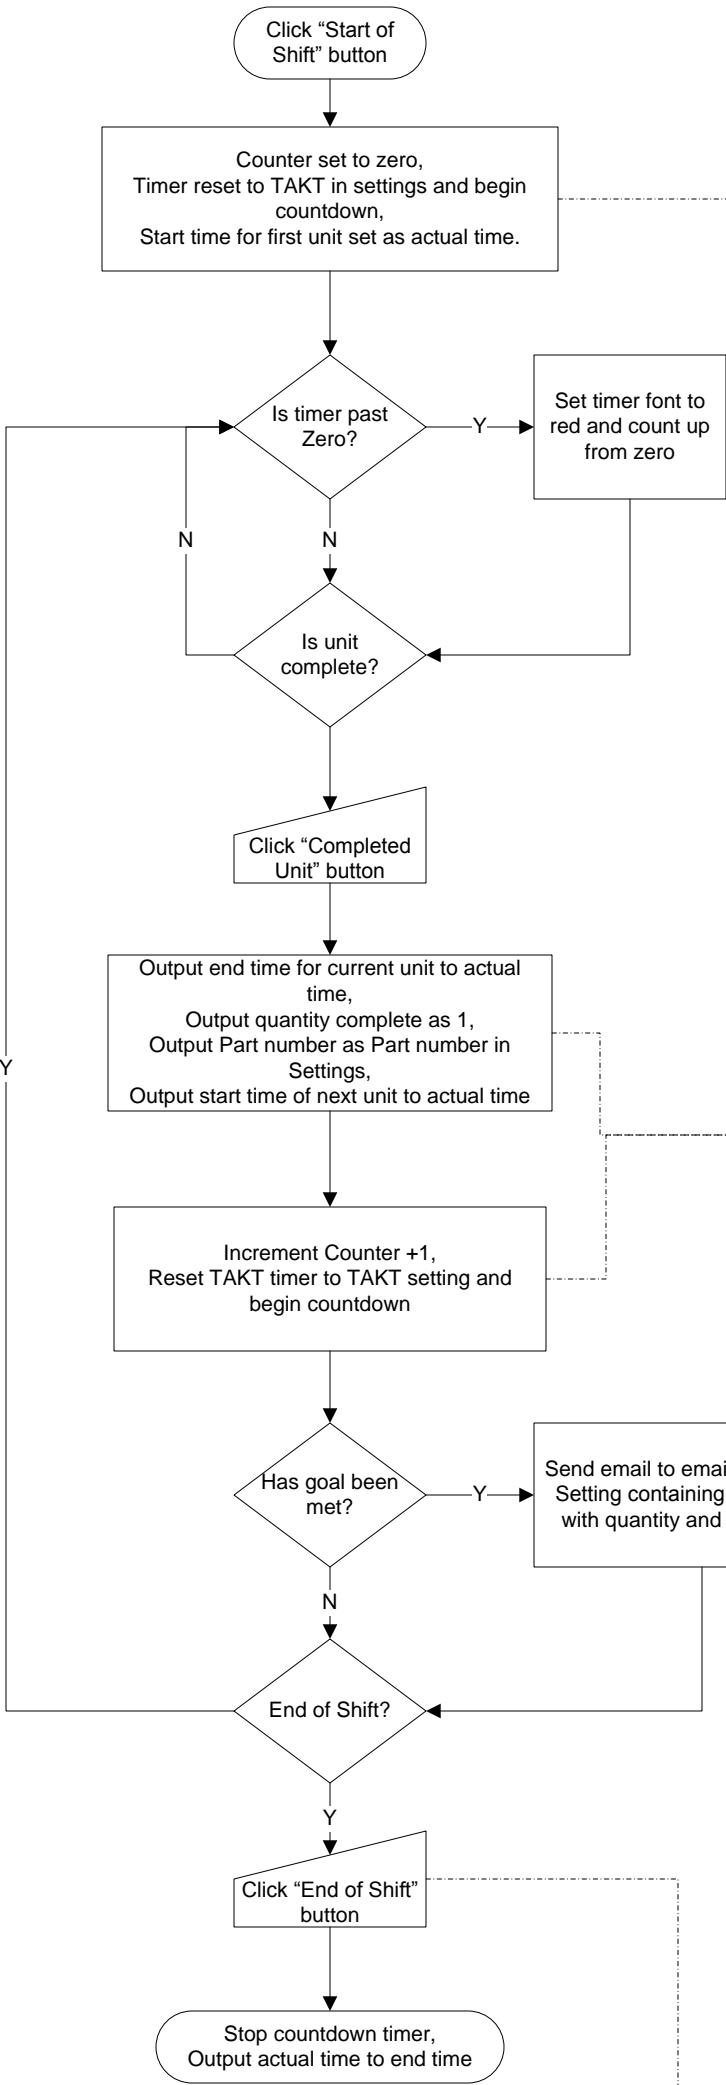 Click “Start of
Shift” button
Counter set to zero,
Timer reset to TAKT in settings and begin
countdown,
Start time for first unit set as actual time.
Is timer past
Zero?
Y
Set timer font to
red and count up
from zero
N
N
Is unit
complete?
Click “Completed
Unit” button
Output end time for current unit to actual
time,
Output quantity complete as 1,
Output Part number as Part number in
Settings,
Output start time of next unit to actual time
Y
Increment Counter +1,
Reset TAKT timer to TAKT setting and
begin countdown
Has goal been
met?
Y
Send email to emai
Setting containing
with quantity and
N
End of Shift?
Y
Click “End of Shift”
button
Stop countdown timer,
Output actual time to end time